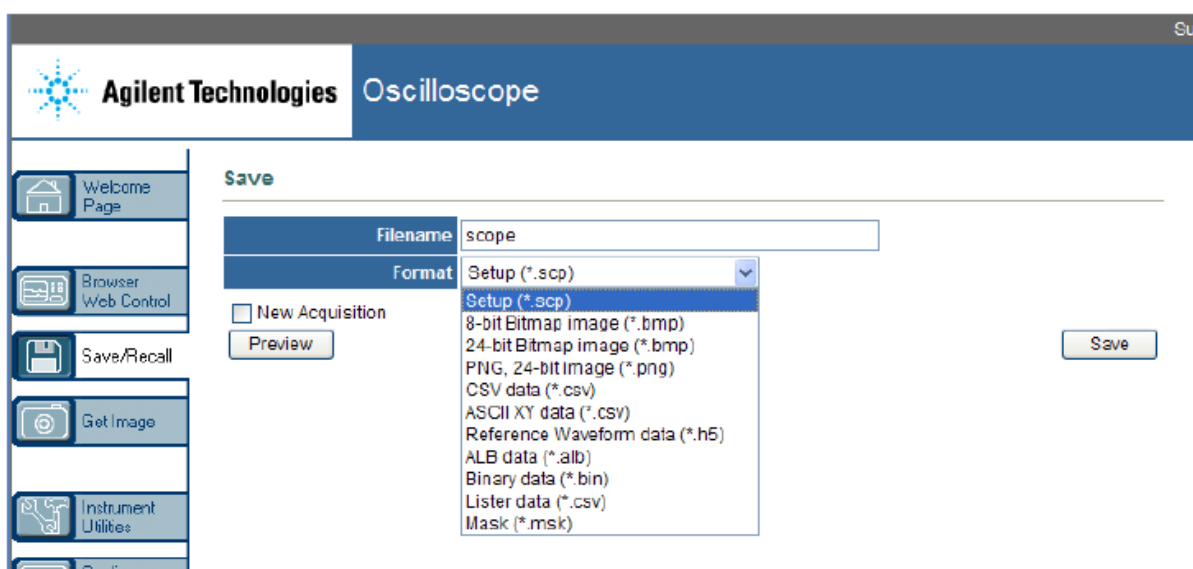 Su
Agilent Technologies
Oscilloscope
Welcome
Page
Browser
Web Control
Save/Recall
Get Image
Instrument
Utilities
Save
Filename scope
Format Setup (*.scp)
Setup (*.scp)
8-bit Bitmap image (*.bmp)
24-bit Bitmap image (*.bmp)
PNG, 24-bit image (*.png)
CSV data (*.csv)
ASCII XY data (*.csv)
Reference Waveform data (*.h5)
ALB data (*.alb)
Binary data (*.bin)
Lister data (*.csv)
Mask (*.msk)
New Acquisition
Preview
Save